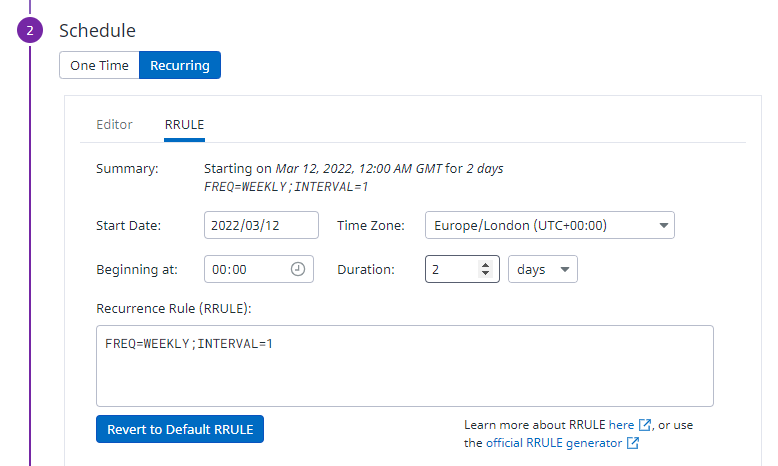 2 Schedule
One Time Recurring
Editor RRULE
Summary: Starting on Mar 12, 2022, 12:00 AM GMT for 2 days
FREQ=WEEKLY;INTERVAL=1
Start Date: 2022/03/12 Time Zone: Europe/London (UTC+00:00)
Beginning at: 00:00 Duration: 2 days
Recurrence Rule (RRULE):
FREQ=WEEKLY;INTERVAL=1
Revert to Default RRULE
Learn more about RRULE here, or use
the official RRULE generator